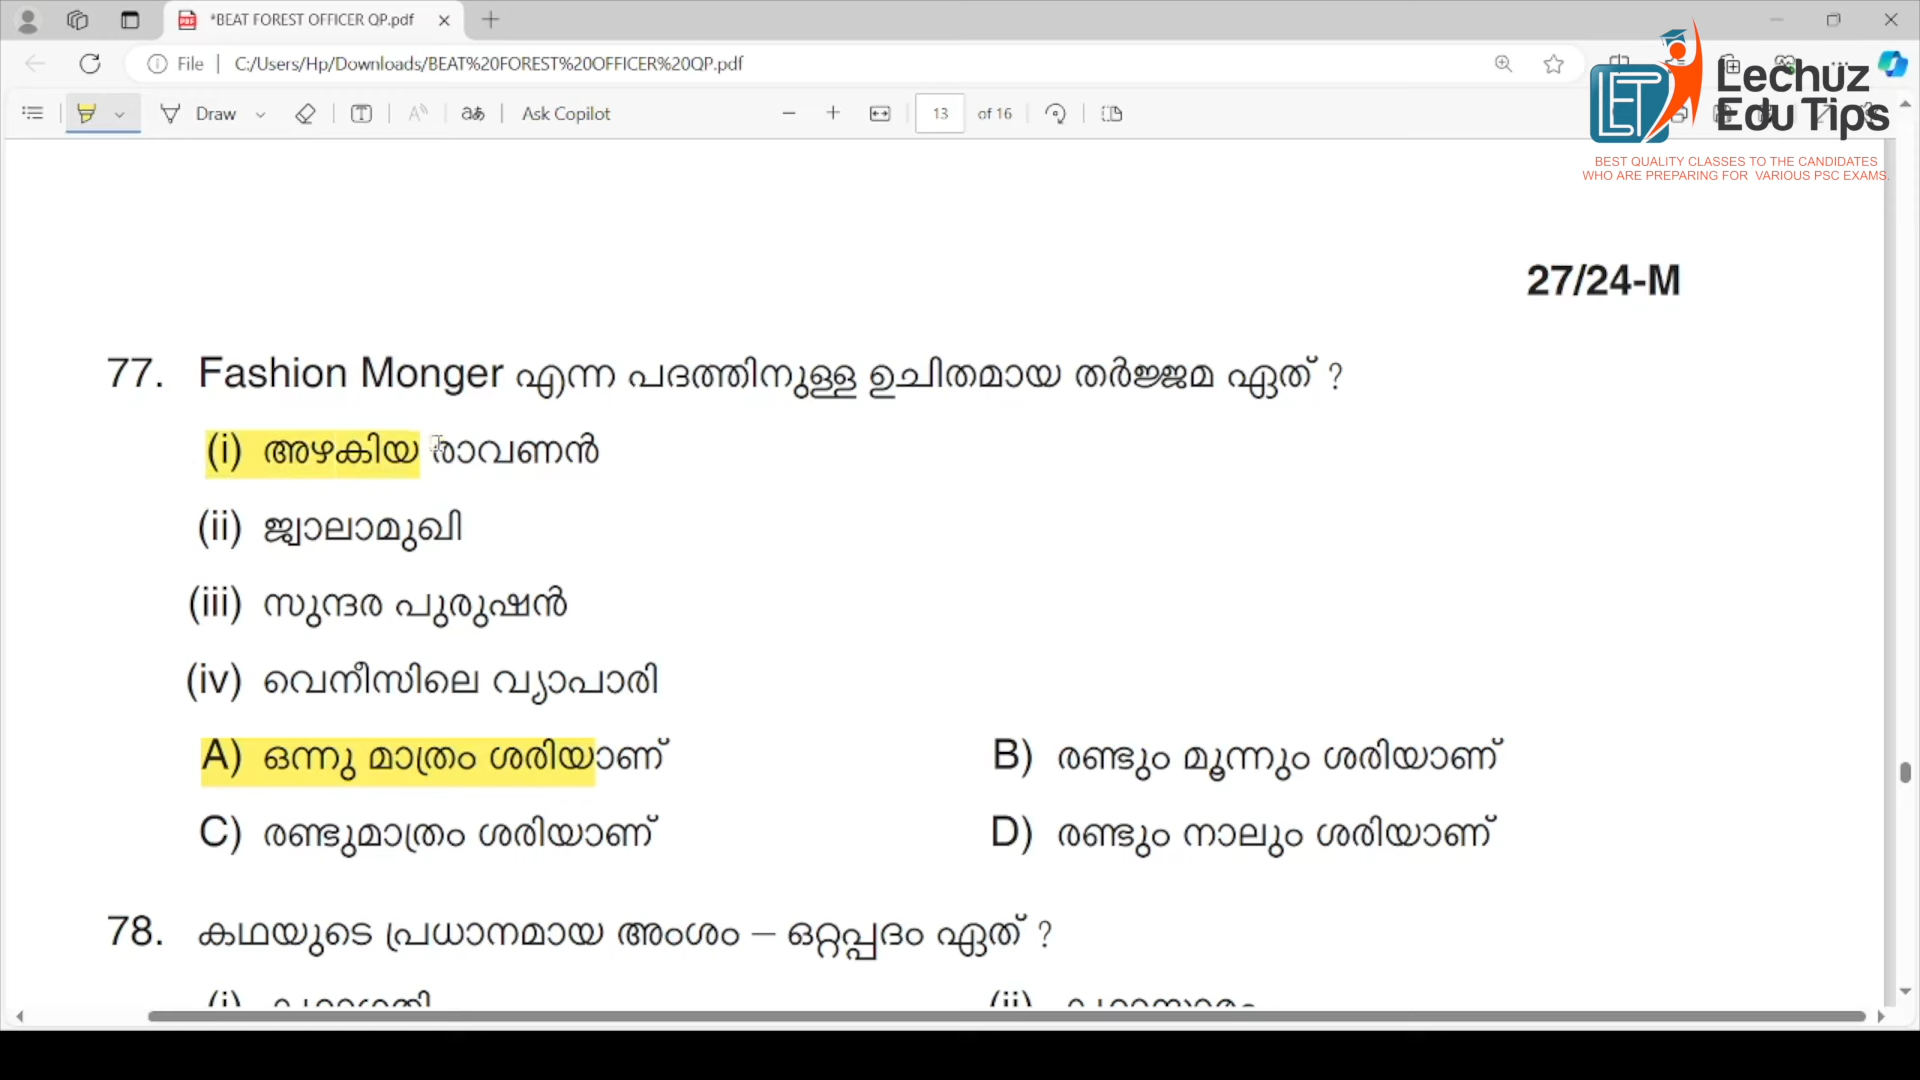 *BEAT FOREST OFFICER QP.pdf
File | C:/Users/Hp/Downloads/BEAT%20FOREST%20OFFICER%20QP.pdf
Draw
Ask Copilot
13 of 16
LET
Lechuz
Edu Tips
BEST QUALITY CLASSES TO THE CANDIDATES
WHO ARE PREPARING FOR VARIOUS PSC EXAMS.
27/24-M
77. Fashion Monger എന്ന പദത്തിനുള്ള ഉചിതമായ തർജ്ജമ ഏത് ?
(i) അഴകിയ രാവണൻ
(ii) ജ്വാലാമുഖി
(iii) സുന്ദര പുരുഷൻ
(iv) വെനീസിലെ വ്യാപാരി
A) ഒന്നു മാത്രം ശരിയാണ് B) രണ്ടും മൂന്നും ശരിയാണ്
C) രണ്ടുമാത്രം ശരിയാണ് D) രണ്ടും നാലും ശരിയാണ്
78. കഥയുടെ പ്രധാനമായ അംശം – ഒറ്റപ്പദം ഏത് ?
(i) (ii)